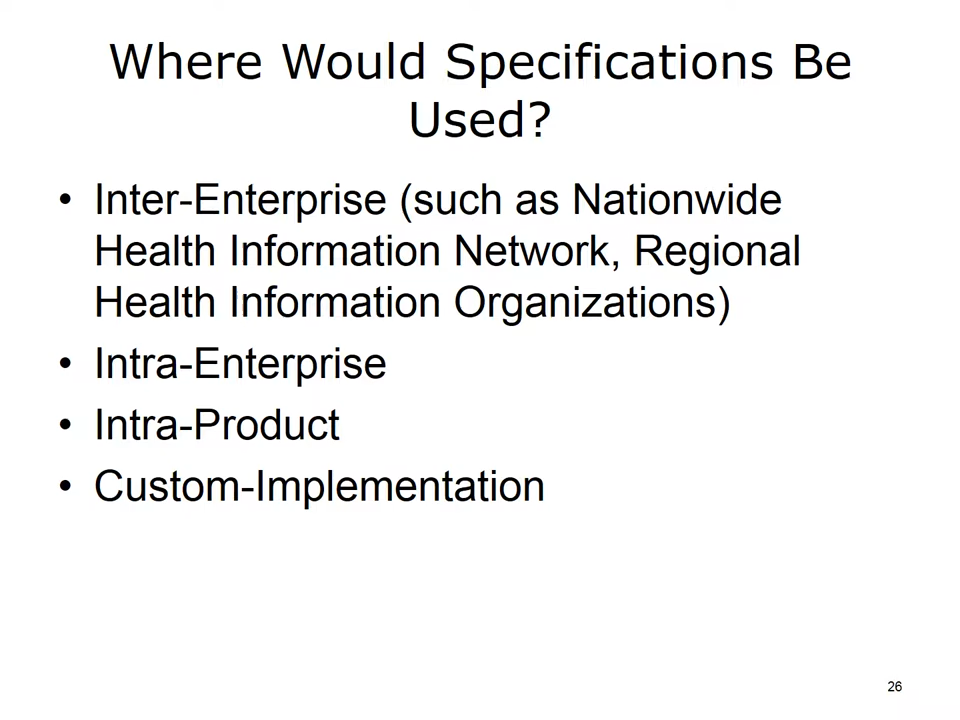 Where Would Specifications Be
Used?
• Inter-Enterprise (such as Nationwide
Health Information Network, Regional
Health Information Organizations)
• Intra-Enterprise
• Intra-Product
• Custom-Implementation
26